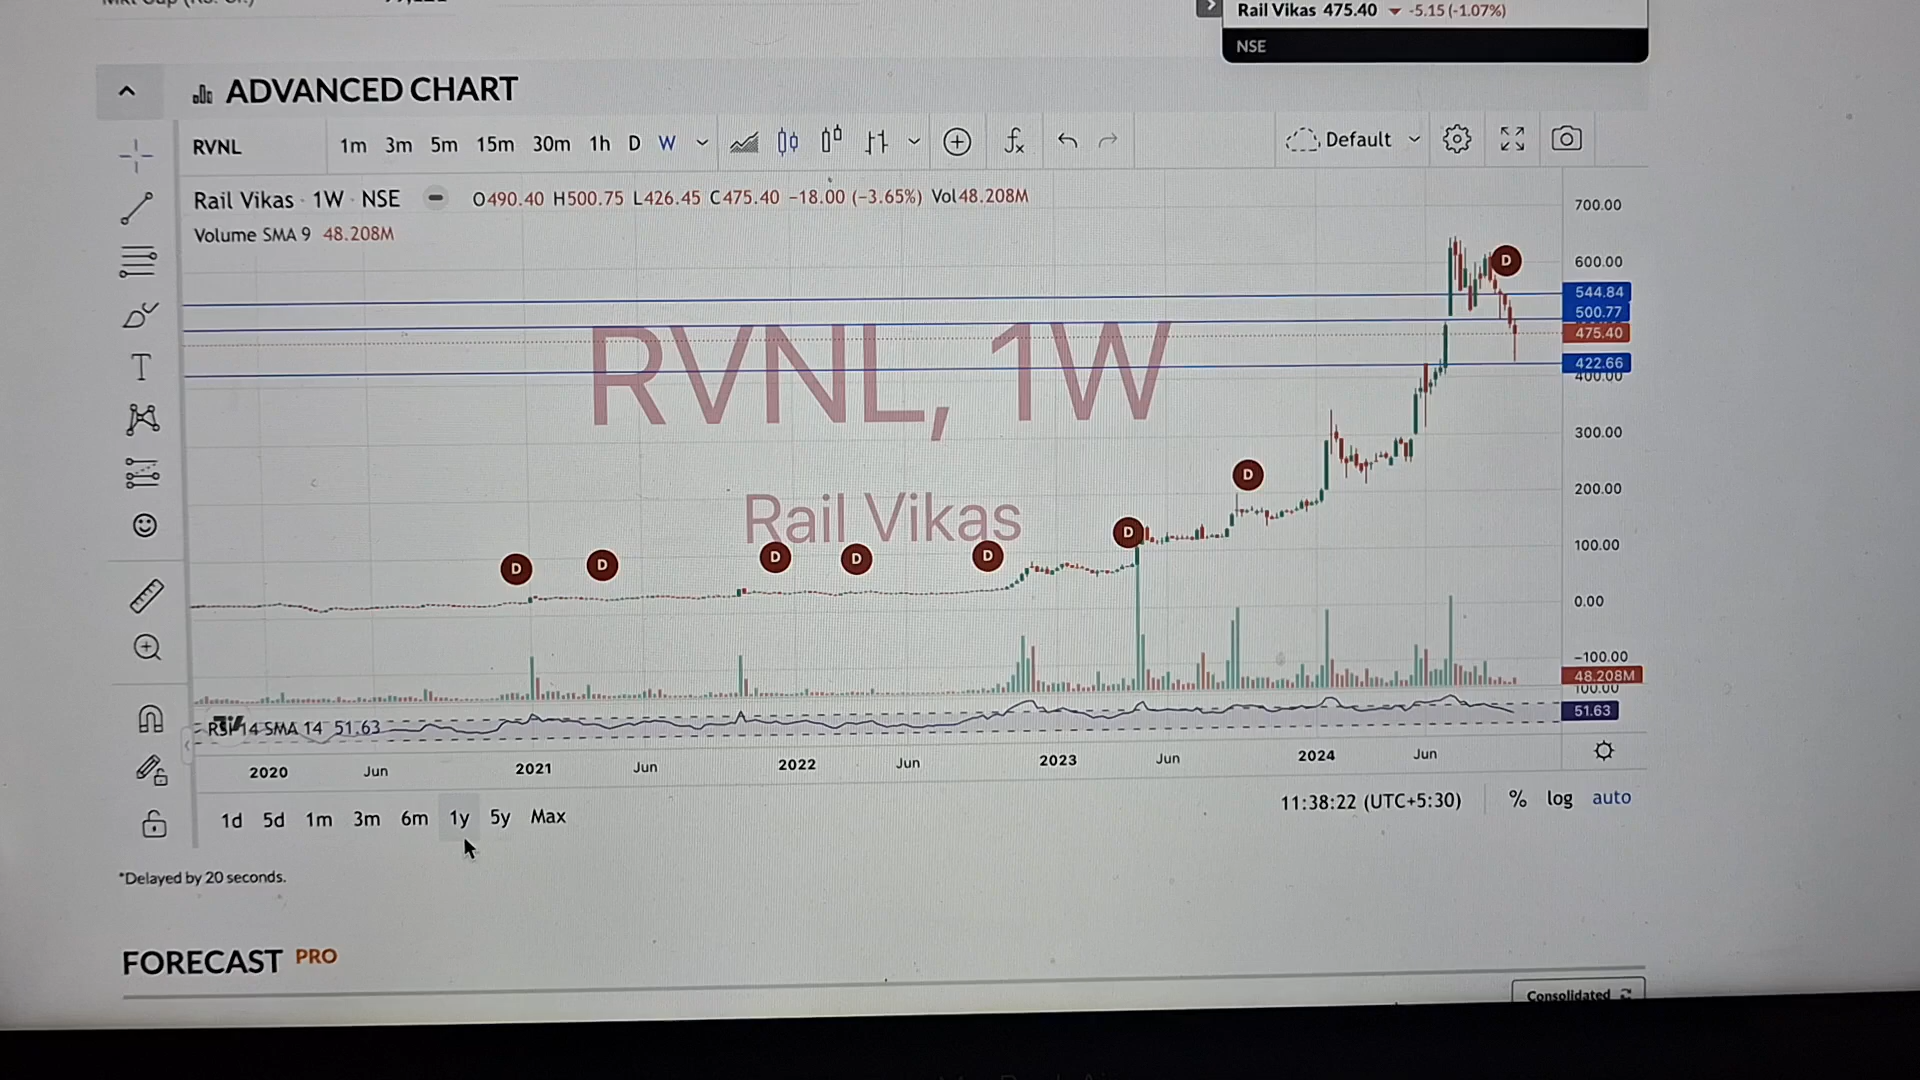 Rail Vikas 475.40 -5.15 (-1.07%)
NSE
ADVANCED CHART
RVNL 1m 3m 5m 15m 30m 1h D W fx Default
Rail Vikas · 1W · NSE O490.40 H500.75 L426.45 C475.40 −18.00 (−3.65%) Vol48.208M
Volume SMA 9 48.208M
700.00
600.00
544.84
500.77
475.40
422.66
400.00
300.00
200.00
100.00
0.00
−100.00
48.208M
100.00
51.63
RVNL, 1W
Rail Vikas
D
D
D
D
D
D
D
D
T
RSI 14 SMA 14 51.63
2020 Jun 2021 Jun 2022 Jun 2023 Jun 2024 Jun
1d 5d 1m 3m 6m 1y 5y Max 11:38:22 (UTC+5:30) % log auto
*Delayed by 20 seconds.
FORECAST PRO
Consolidated